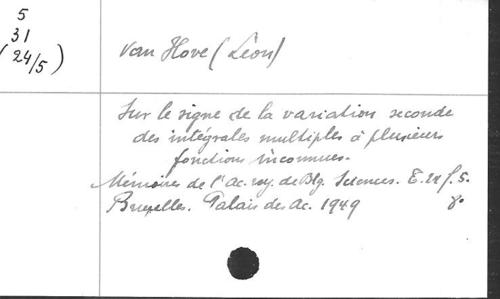 5
31
(24/5)
Van Hove (Léon)
Sur le signe de la variation seconde
des intégrales multiples à plusieurs
fonctions inconnues.
Mémoires de l'Ac. roy. de Blg. Sciences. T. 24 f. 5.
Bruxelles. Palais des Ac. 1949 8°